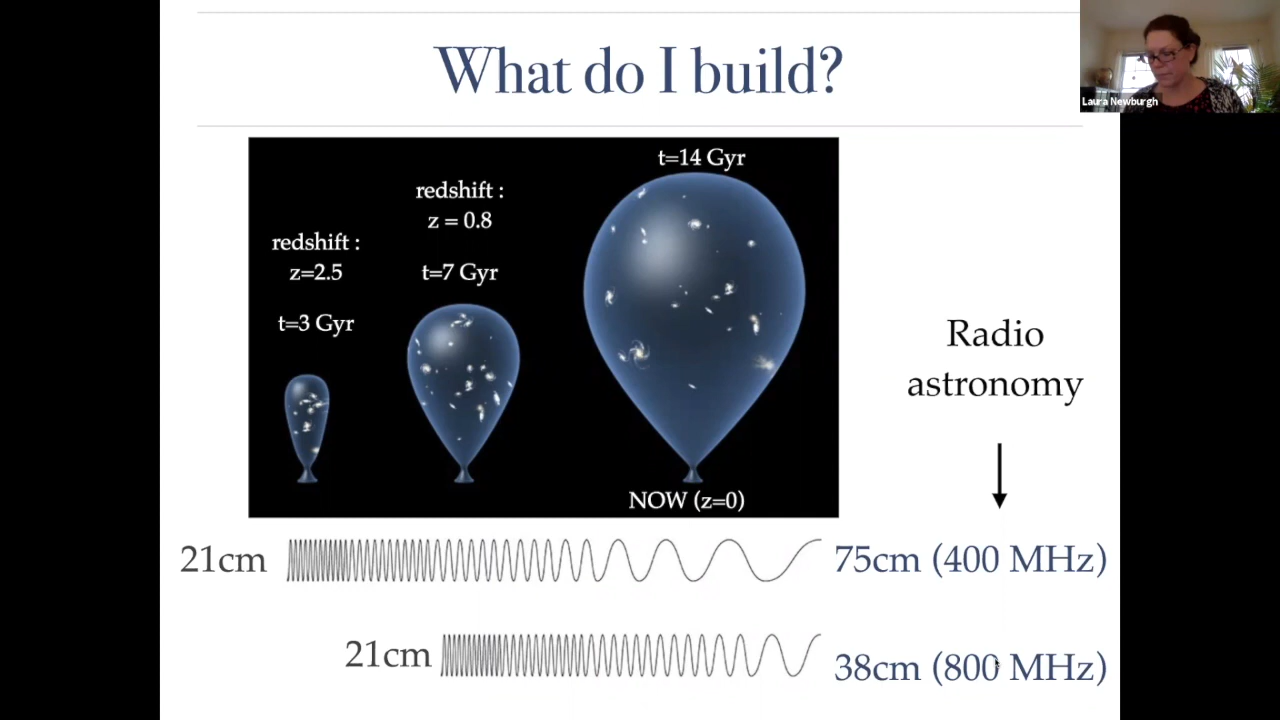 What do I build?
Laura Newburgh
t=14 Gyr
redshift :
z = 0.8
t=7 Gyr
redshift :
z=2.5
t=3 Gyr
NOW (z=0)
Radio
astronomy
21cm
75cm (400 MHz)
21cm
38cm (800 MHz)